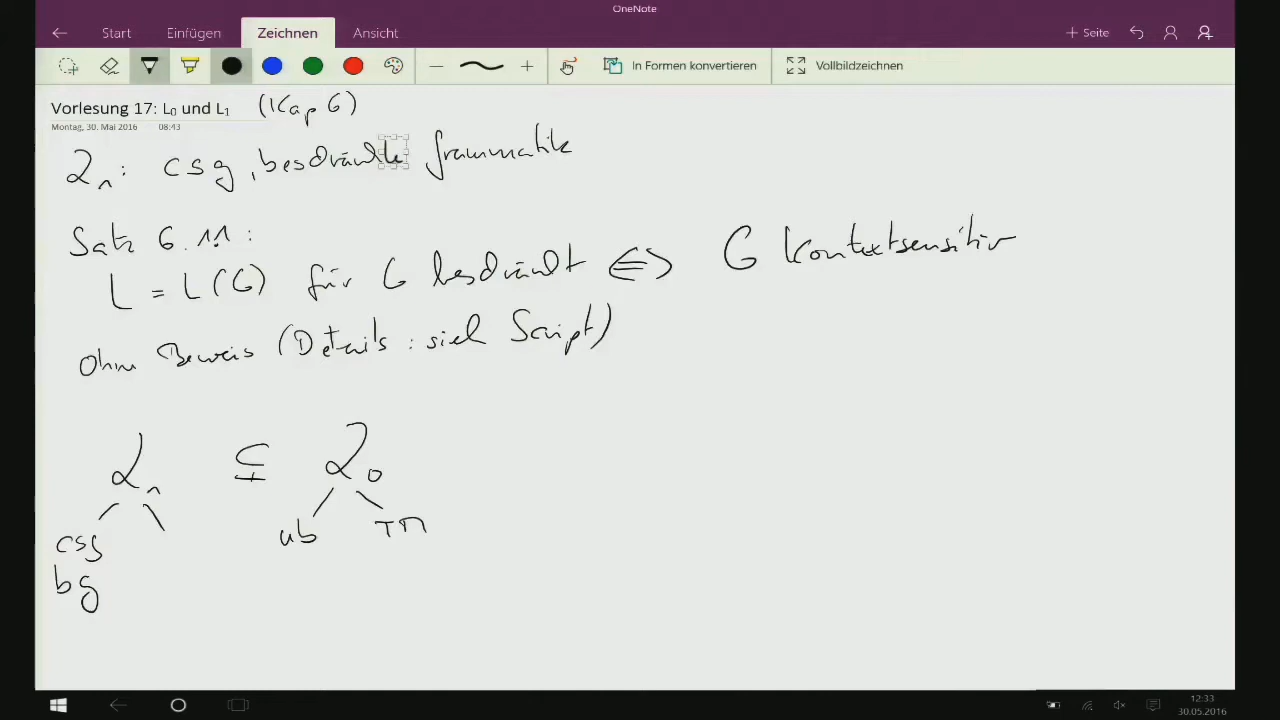 OneNote
Start Einfügen Zeichnen Ansicht + Seite
In Formen konvertieren Vollbildzeichnen
Vorlesung 17: L₀ und L₁ (Kap 6)
Montag, 30. Mai 2016 08:43
L₁: csg, beschränkte Grammatik
Satz 6.11:
L = L(G) für G beschränkt ⇔ G kontextsensitiv
Ohne Beweis (Details: siehe Script)
L₁ ⊊ L₀
csg ub TM
bg
12:33
30.05.2016